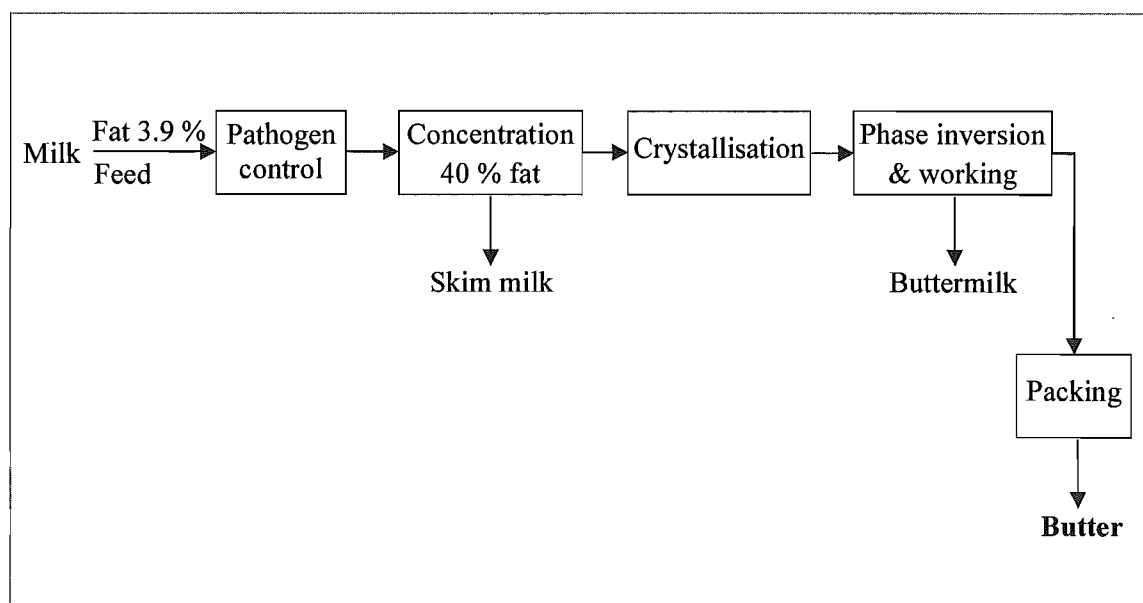 Milk
Fat 3.9 %
Feed
Pathogen
control
Concentration
40 % fat
Crystallisation
Phase inversion
& working
Skim milk
Buttermilk
Packing
Butter